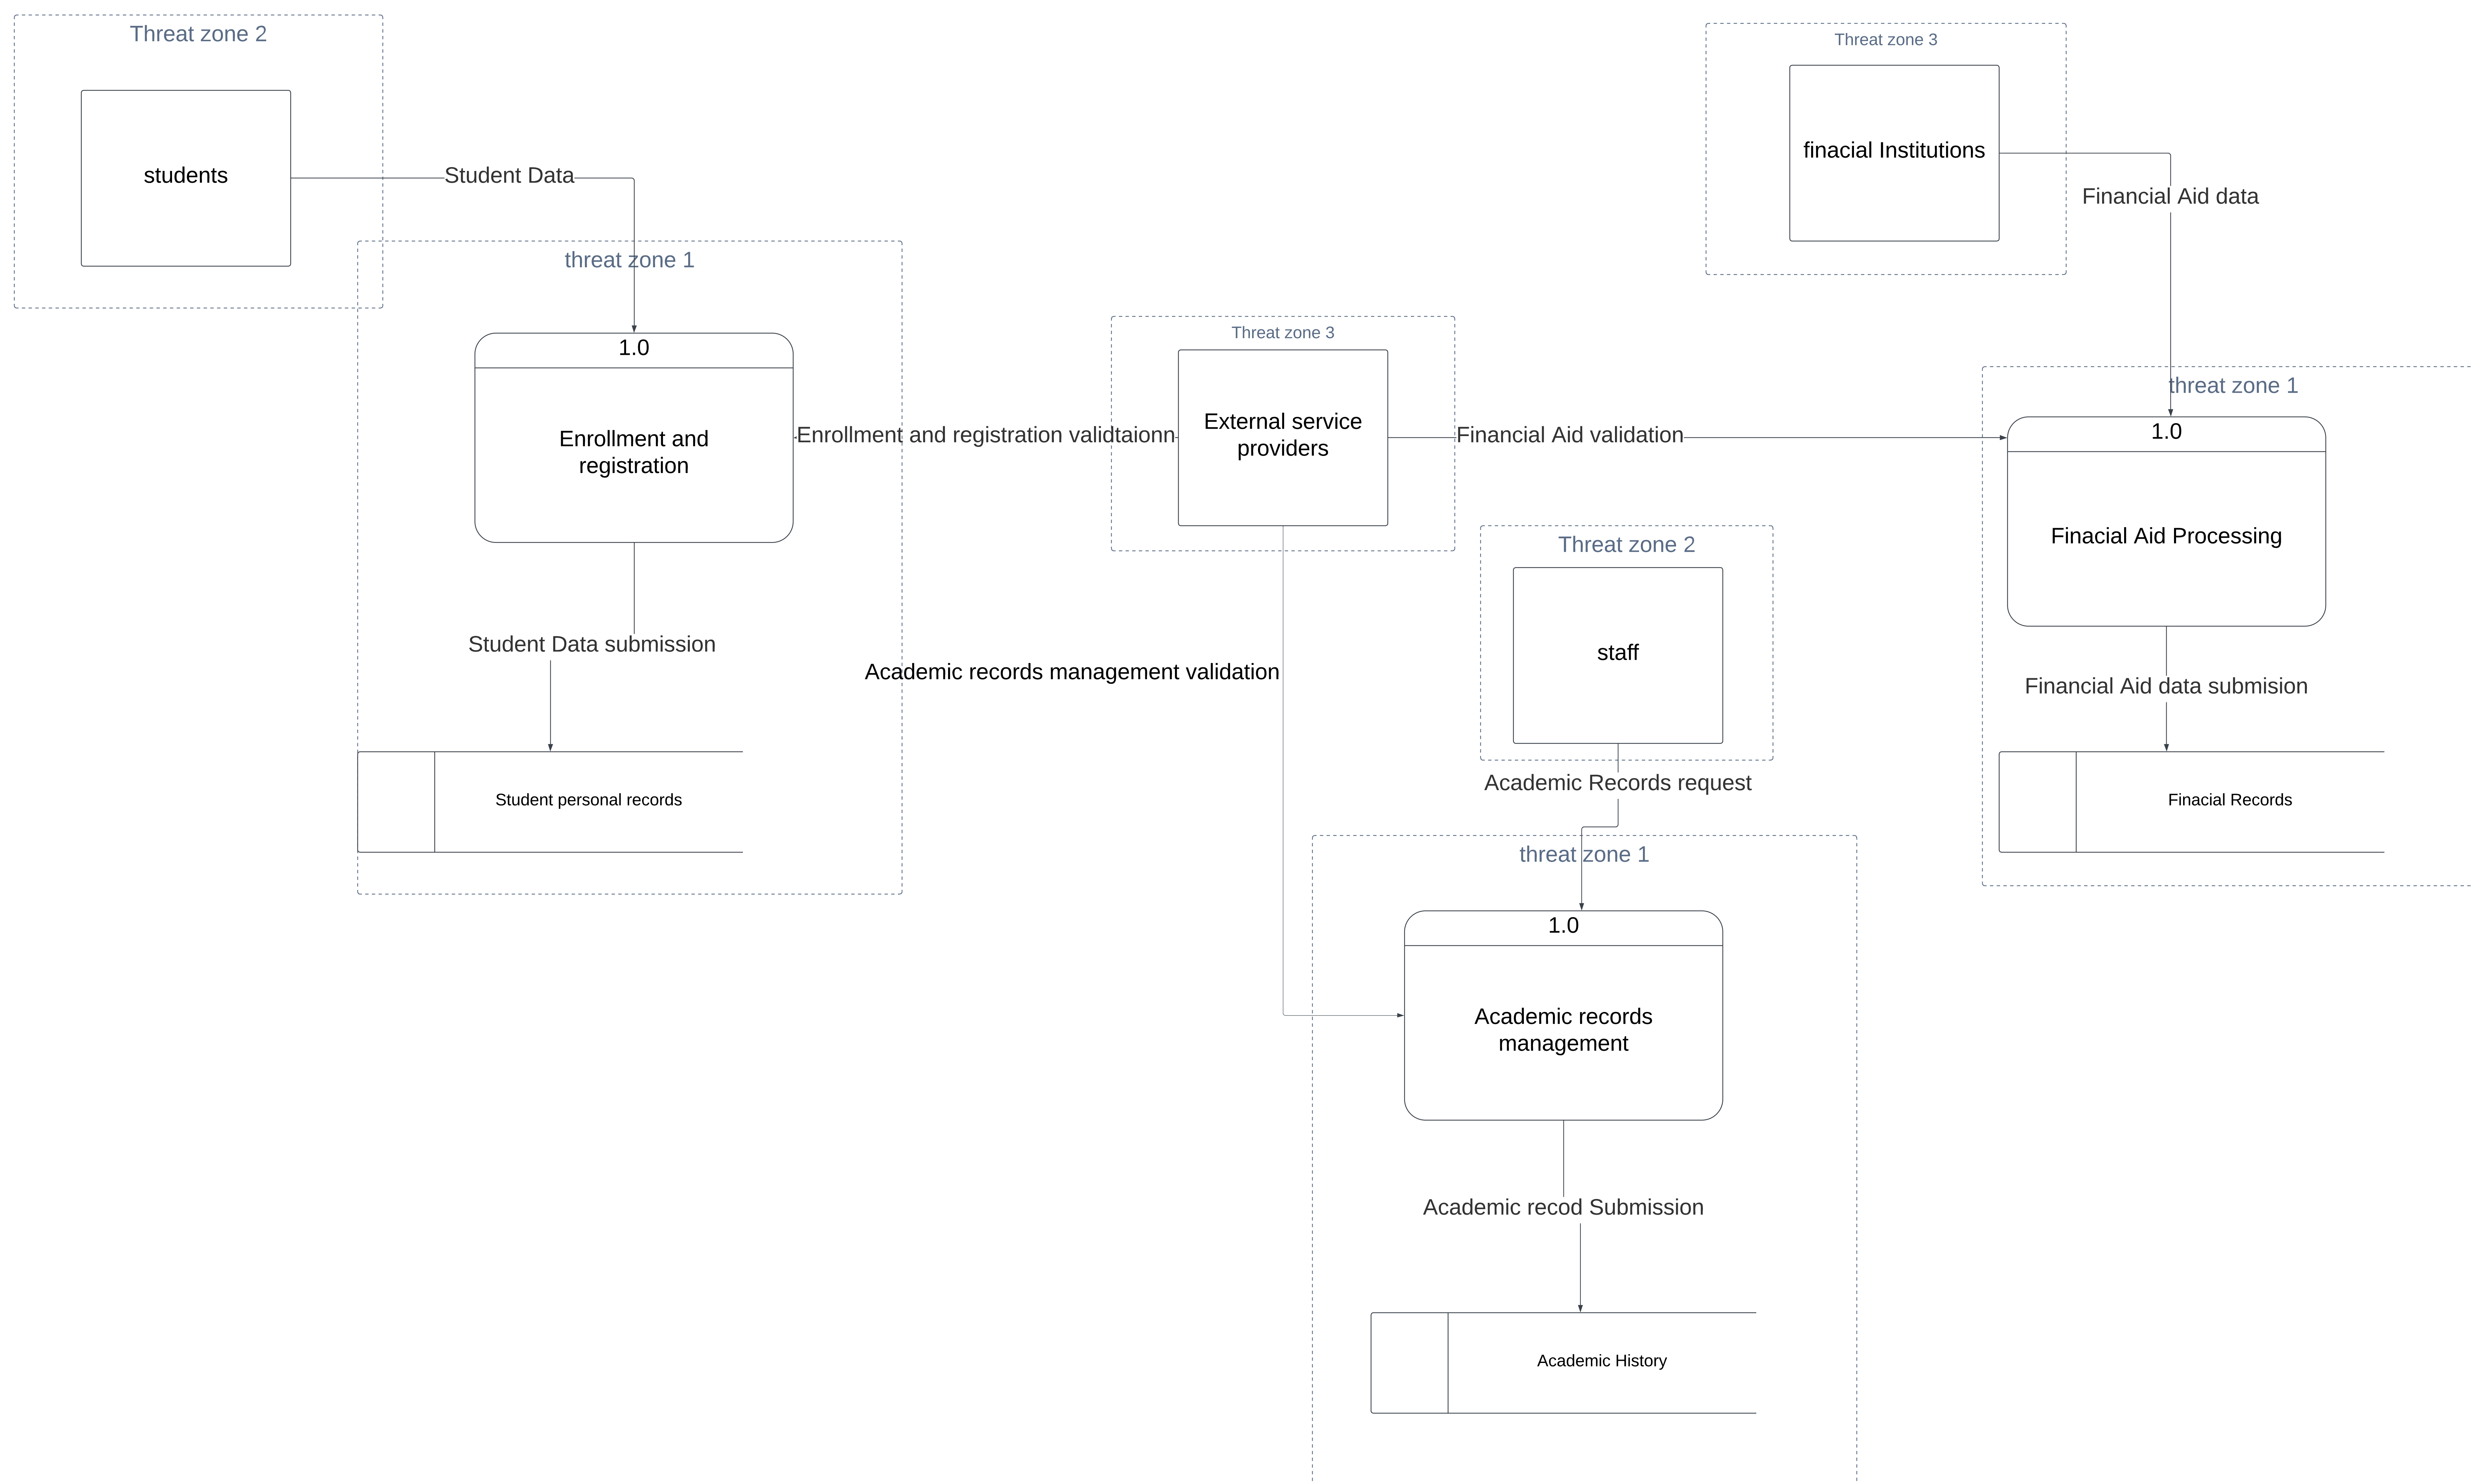 Threat zone 2
students
Student Data
threat zone 1
1.0
Enrollment and
registration
Student Data submission
Student personal records
Enrollment and registration validtaionn
Threat zone 3
External service
providers
Financial Aid validation
Academic records management validation
Threat zone 2
staff
Academic Records request
threat zone 1
1.0
Academic records
management
Academic recod Submission
Academic History
Threat zone 3
finacial Institutions
Financial Aid data
threat zone 1
1.0
Finacial Aid Processing
Financial Aid data submision
Finacial Records